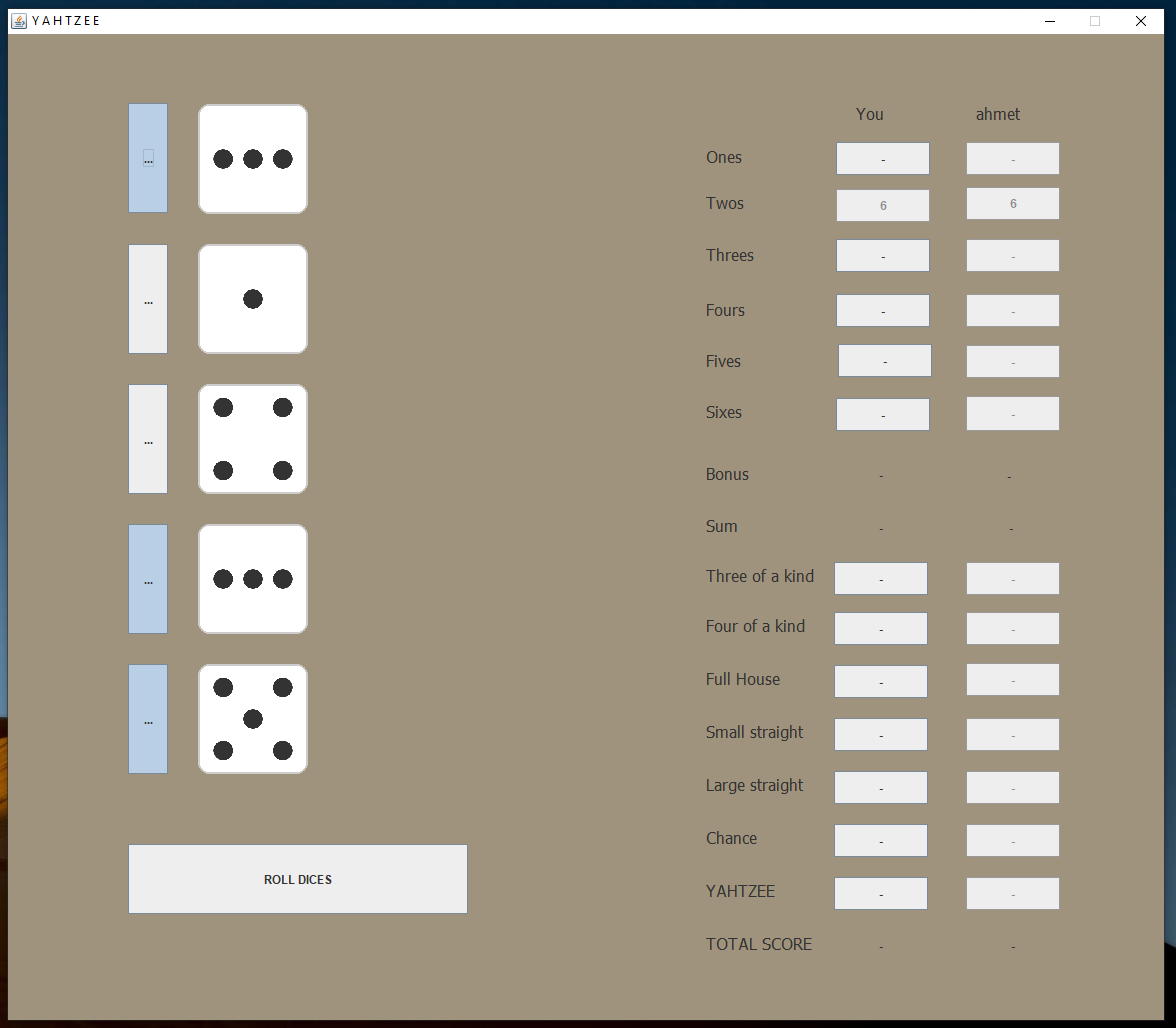 Y A H T Z E E
You ahmet
...
Ones - -
Twos 6 6
...
Threes - -
Fours - -
Fives - -
Sixes - -
...
Bonus - -
Sum - -
...
Three of a kind - -
Four of a kind - -
Full House - -
...
Small straight - -
Large straight - -
Chance - -
ROLL DICES
YAHTZEE - -
TOTAL SCORE - -